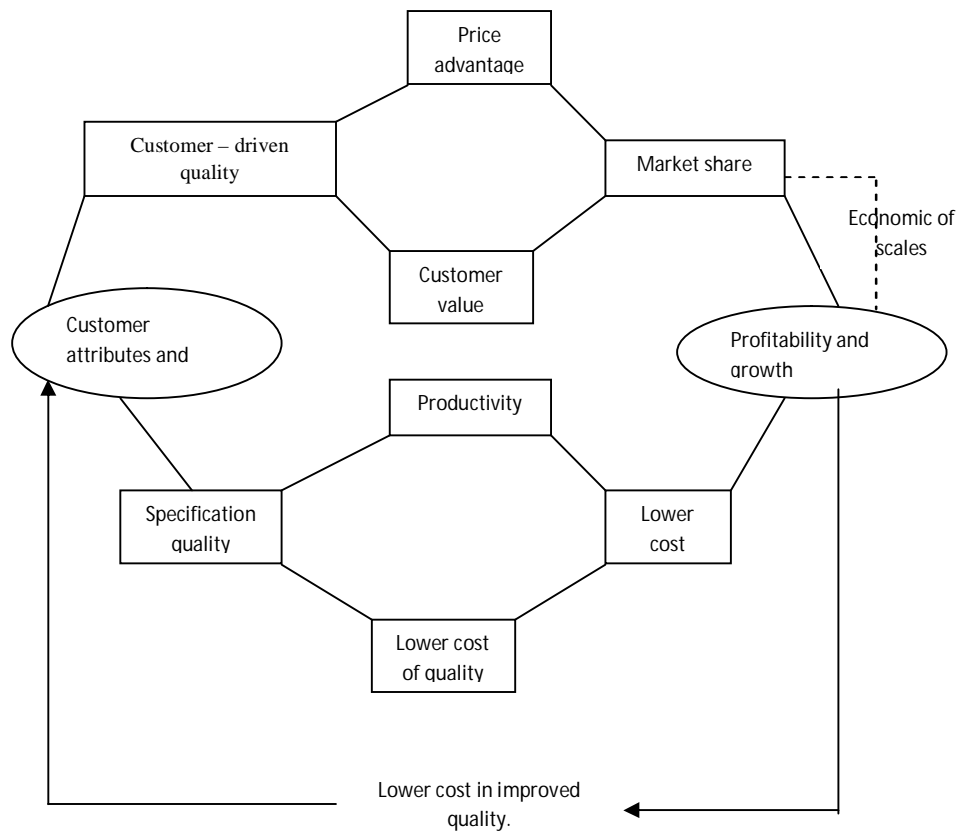 Price
advantage
Customer – driven
quality
Market share
Economic of
scales
Customer
value
Customer
attributes and
Profitability and
growth
Productivity
Specification
quality
Lower
cost
Lower cost
of quality
Lower cost in improved
quality.